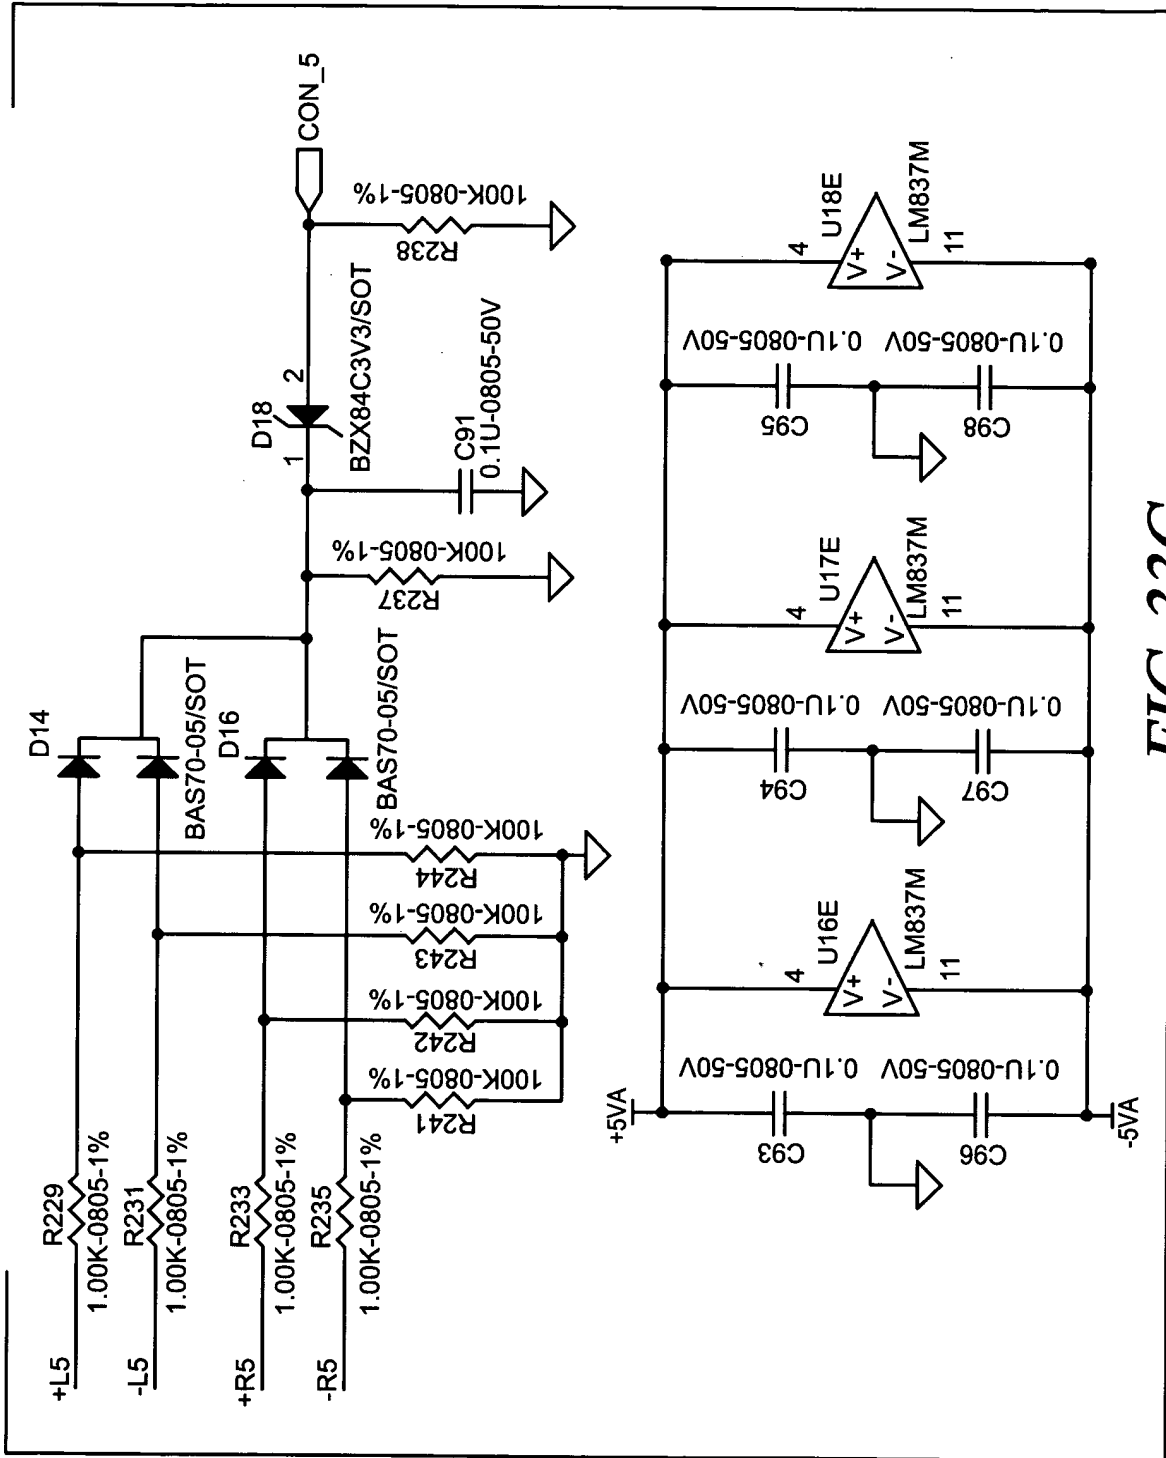 +L5
R229
1.00K-0805-1%
-L5
R231
1.00K-0805-1%
+R5
R233
1.00K-0805-1%
-R5
R235
1.00K-0805-1%
R241
100K-0805-1%
R242
100K-0805-1%
R243
100K-0805-1%
R244
100K-0805-1%
D14
BAS70-05/SOT
D16
BAS70-05/SOT
R237
100K-0805-1%
C91
0.1U-0805-50V
D18
1
2
BZX84C3V3/SOT
R238
100K-0805-1%
CON_5
+5VA
-5VA
C93
0.1U-0805-50V
C96
0.1U-0805-50V
U16E
4
V+
V-
11
LM837M
C94
0.1U-0805-50V
C97
0.1U-0805-50V
U17E
4
V+
V-
11
LM837M
C95
0.1U-0805-50V
C98
0.1U-0805-50V
U18E
4
V+
V-
11
LM837M